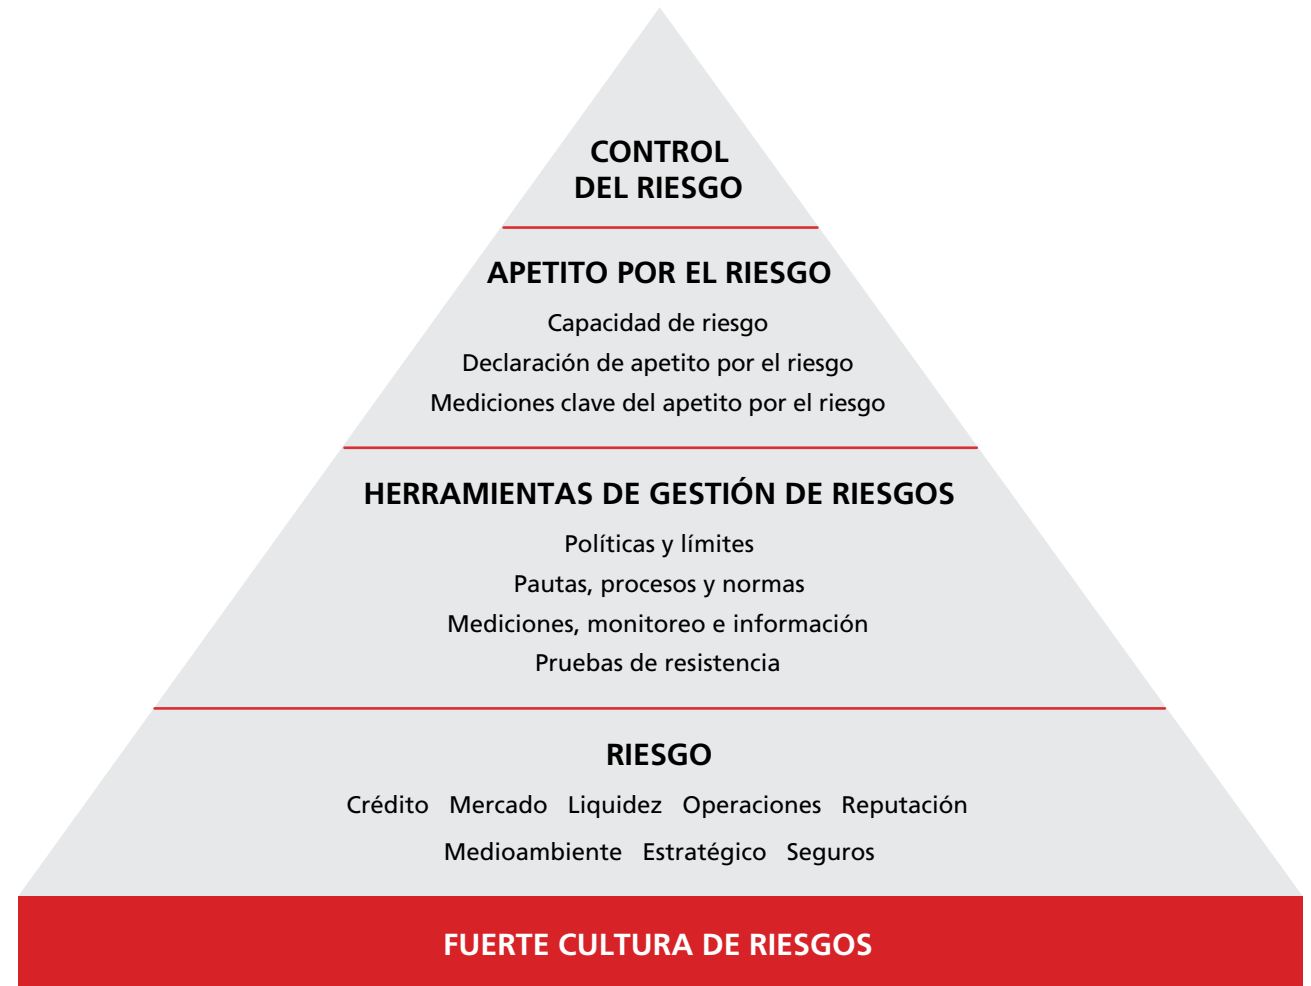 CONTROL
DEL RIESGO
APETITO POR EL RIESGO
Capacidad de riesgo
Declaración de apetito por el riesgo
Mediciones clave del apetito por el riesgo
HERRAMIENTAS DE GESTIÓN DE RIESGOS
Políticas y límites
Pautas, procesos y normas
Mediciones, monitoreo e información
Pruebas de resistencia
RIESGO
Crédito Mercado Liquidez Operaciones Reputación
Medioambiente Estratégico Seguros
FUERTE CULTURA DE RIESGOS